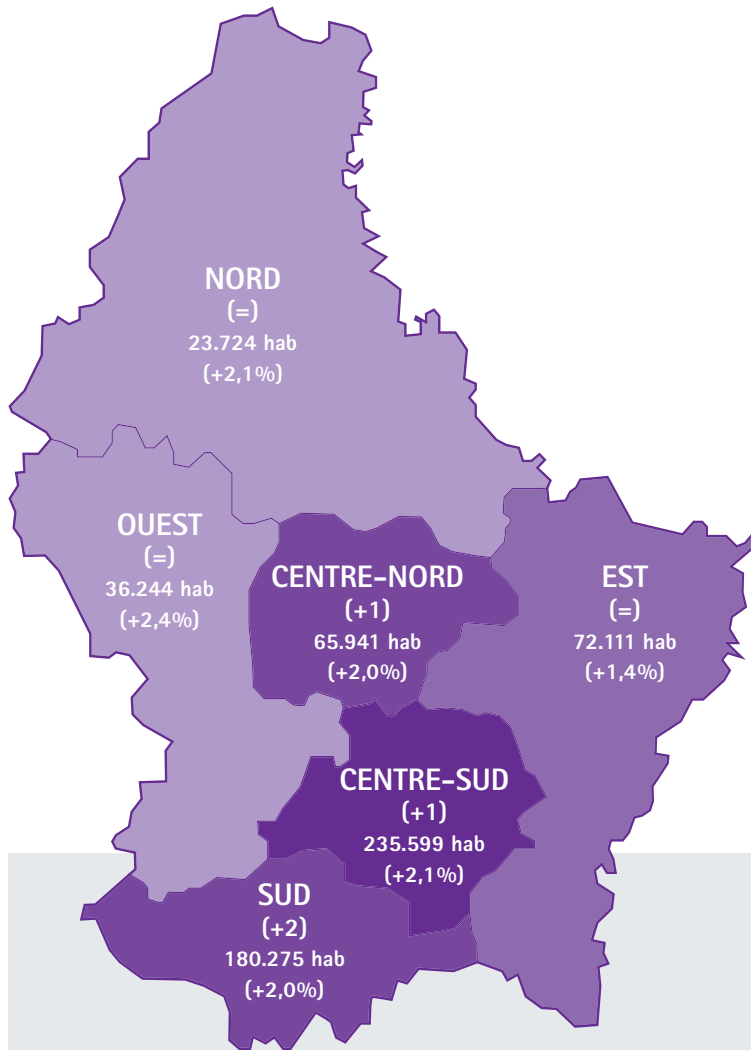 NORD
(=)
23.724 hab
(+2,1%)
OUEST
(=)
36.244 hab
(+2,4%)
CENTRE-NORD
(+1)
65.941 hab
(+2,0%)
EST
(=)
72.111 hab
(+1,4%)
CENTRE-SUD
(+1)
235.599 hab
(+2,1%)
SUD
(+2)
180.275 hab
(+2,0%)